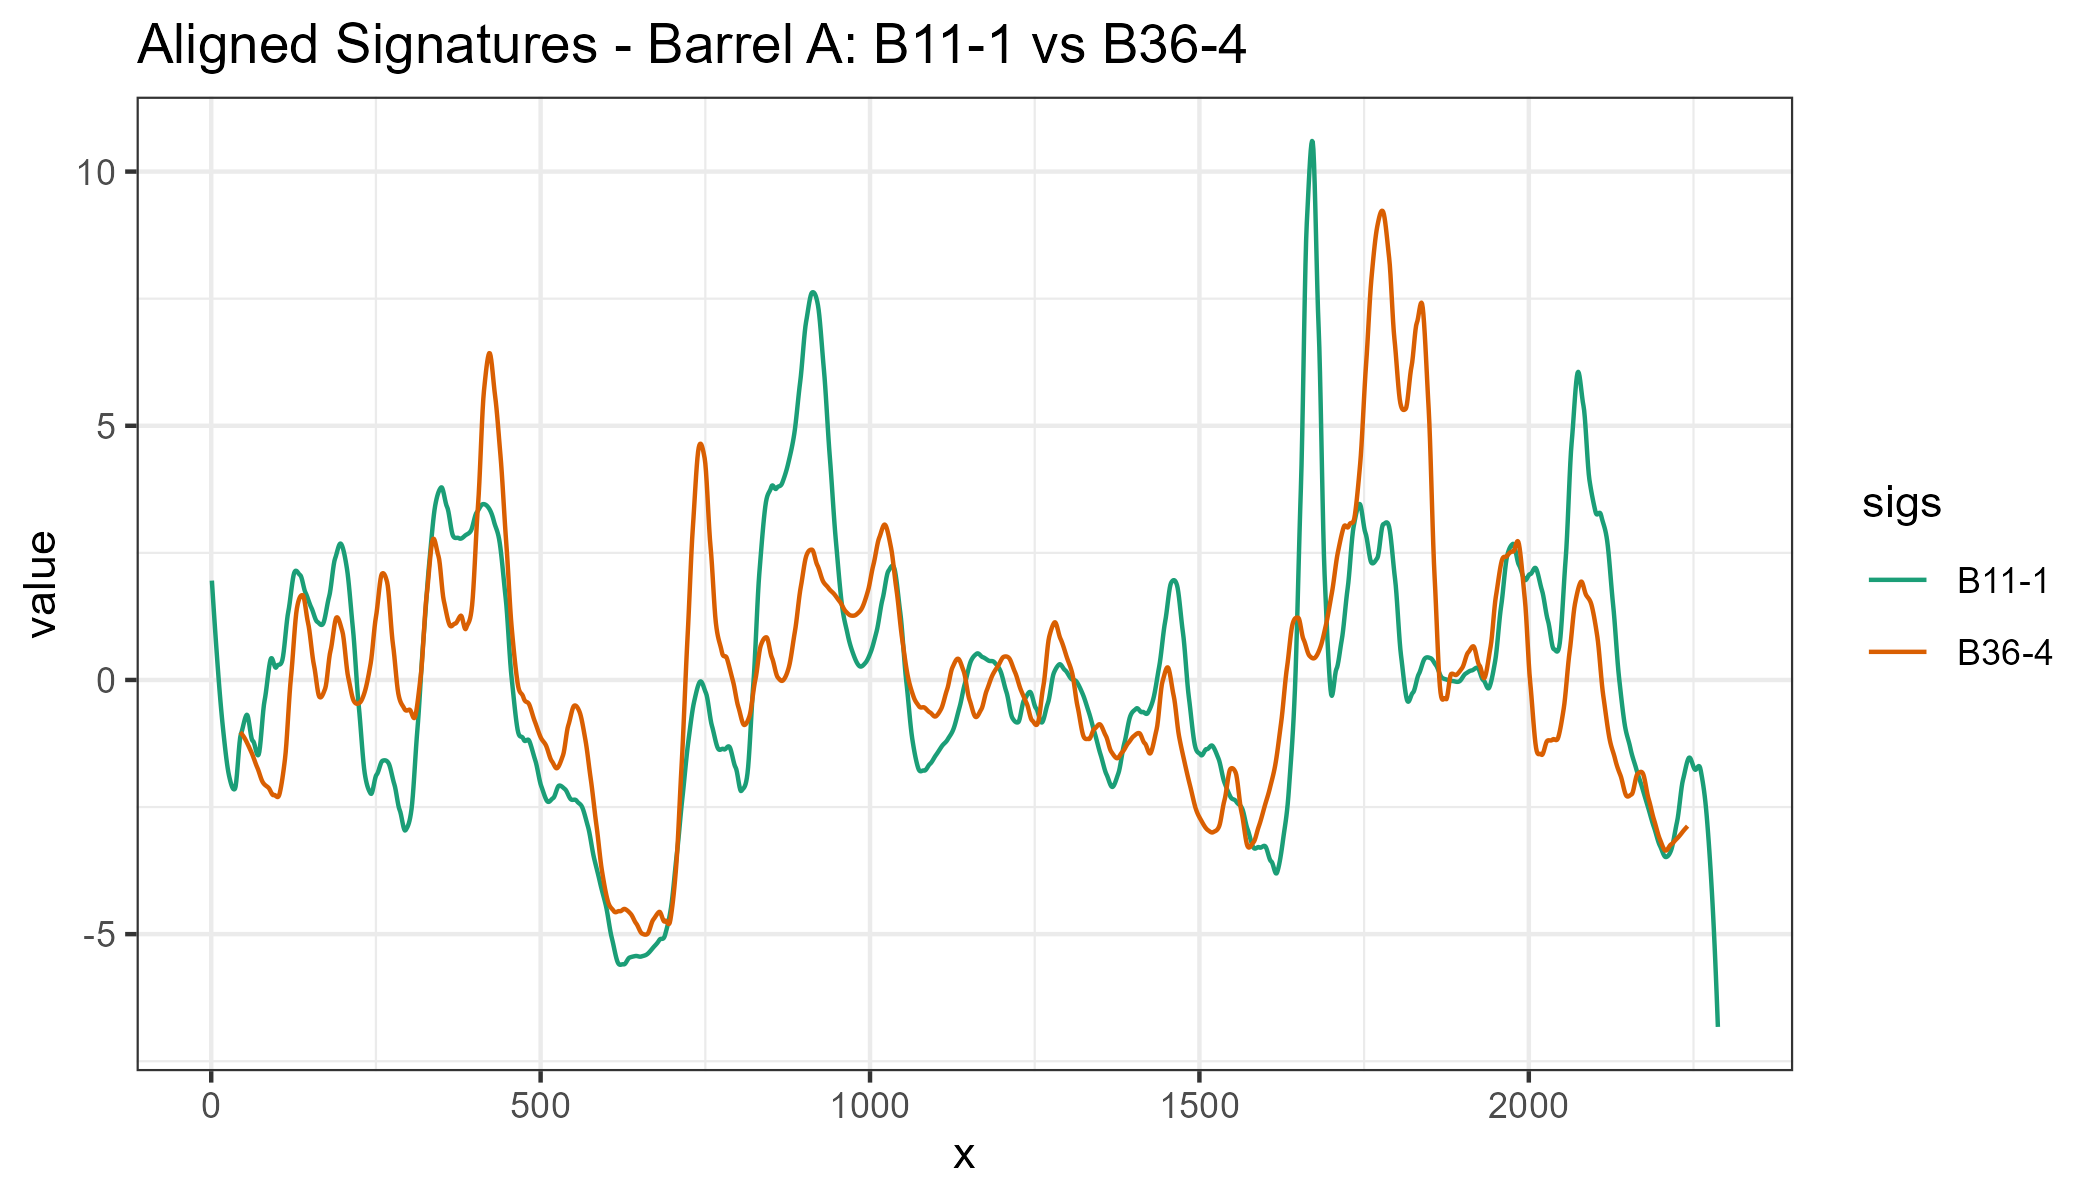 Aligned Signatures - Barrel A: B11-1 vs B36-4
10
5
0
-5
value
0 500 1000 1500 2000
x
sigs
B11-1
B36-4